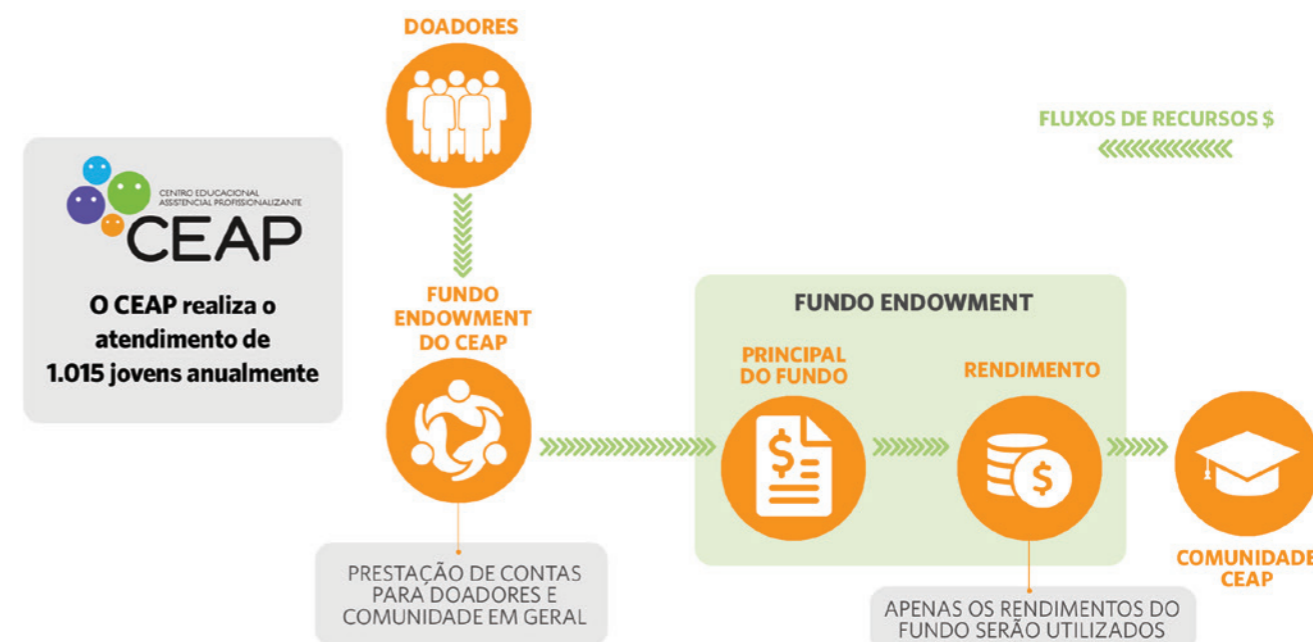 DOADORES
FLUXOS DE RECURSOS $
CENTRO EDUCACIONAL
ASSISTENCIAL PROFISSIONALIZANTE
CEAP
O CEAP realiza o
atendimento de
1.015 jovens anualmente
FUNDO
ENDOWMENT
DO CEAP
PRESTAÇÃO DE CONTAS
PARA DOADORES E
COMUNIDADE EM GERAL
FUNDO ENDOWMENT
PRINCIPAL
DO FUNDO
$
RENDIMENTO
$
APENAS OS RENDIMENTOS DO
FUNDO SERÃO UTILIZADOS
COMUNIDADE
CEAP